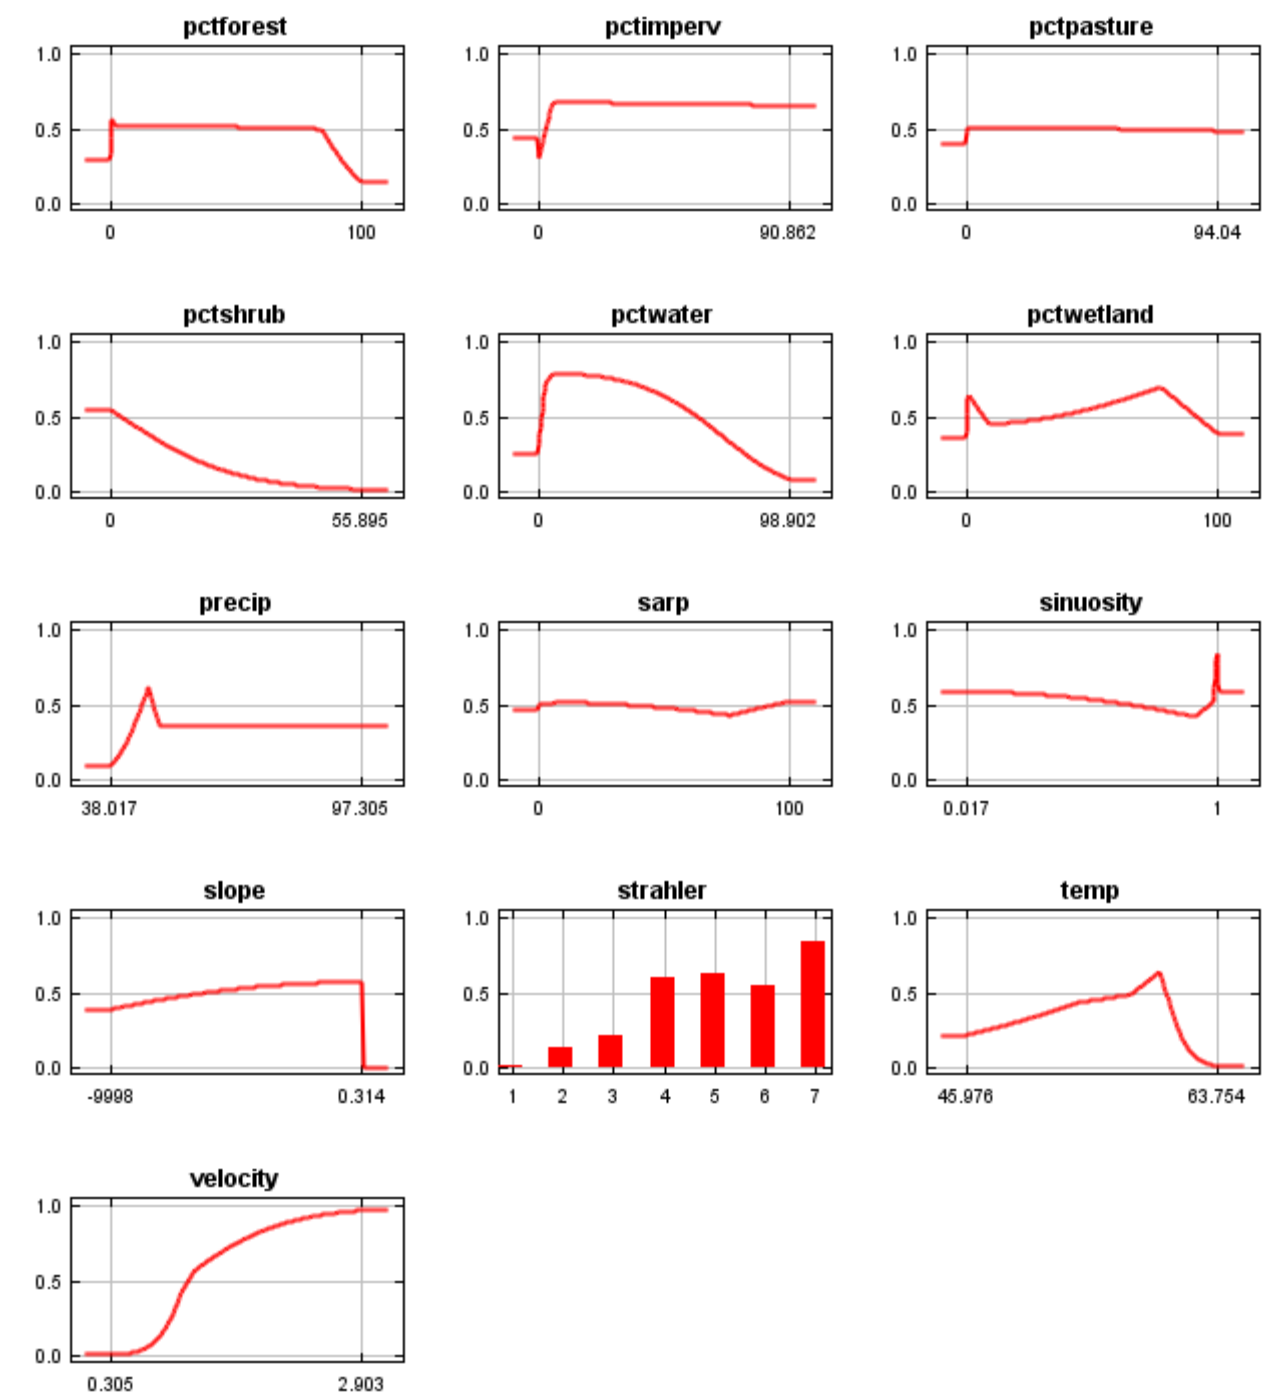 pctforest pctimperv pctpasture
1.0 1.0 1.0
0.5 0.5 0.5
0.0 0.0 0.0
0 100 0 90.862 0 94.04
pctshrub pctwater pctwetland
1.0 1.0 1.0
0.5 0.5 0.5
0.0 0.0 0.0
0 55.895 0 98.902 0 100
precip sarp sinuosity
1.0 1.0 1.0
0.5 0.5 0.5
0.0 0.0 0.0
38.017 97.305 0 100 0.017 1
slope strahler temp
1.0 1.0 1.0
0.5 0.5 0.5
0.0 0.0 0.0
-9998 0.314 1 2 3 4 5 6 7 45.976 63.754
velocity
1.0
0.5
0.0
0.305 2.903